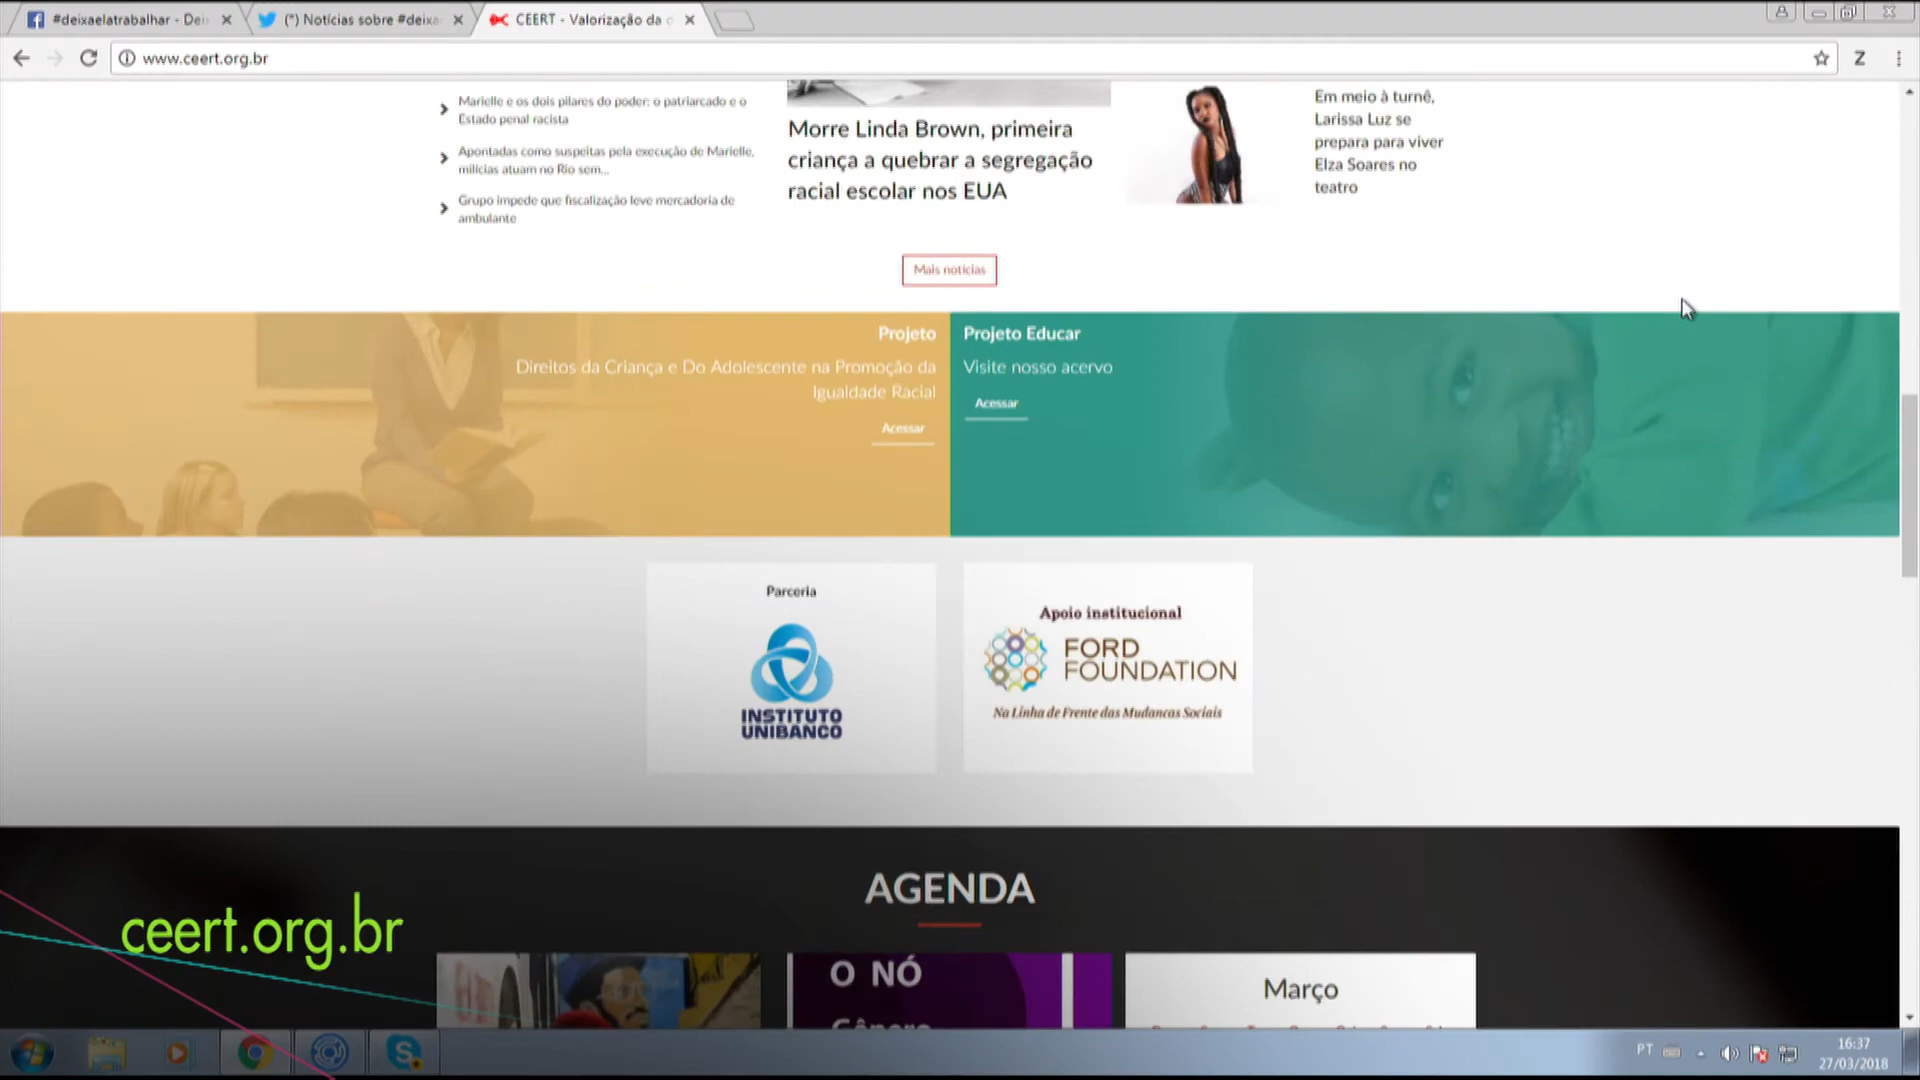 #deixaelatrabalhar - Dei
(*) Notícias sobre #deixa
CEERT - Valorização da d
www.ceert.org.br
Z
Marielle e os dois pilares do poder: o patriarcado e o
Estado penal racista
Apontadas como suspeitas pela execução de Marielle,
milícias atuam no Rio sem...
Grupo impede que fiscalização leve mercadoria de
ambulante
Morre Linda Brown, primeira
criança a quebrar a segregação
racial escolar nos EUA
Em meio à turnê,
Larissa Luz se
prepara para viver
Elza Soares no
teatro
Mais notícias
Projeto
Direitos da Criança e Do Adolescente na Promoção da
Igualdade Racial
Acessar
Projeto Educar
Visite nosso acervo
Acessar
Parceria
INSTITUTO
UNIBANCO
Apoio institucional
FORD
FOUNDATION
Na Linha de Frente das Mudancas Sociais
AGENDA
ceert.org.br
O NÓ
Gênero
Março
PT
16:37
27/03/2018